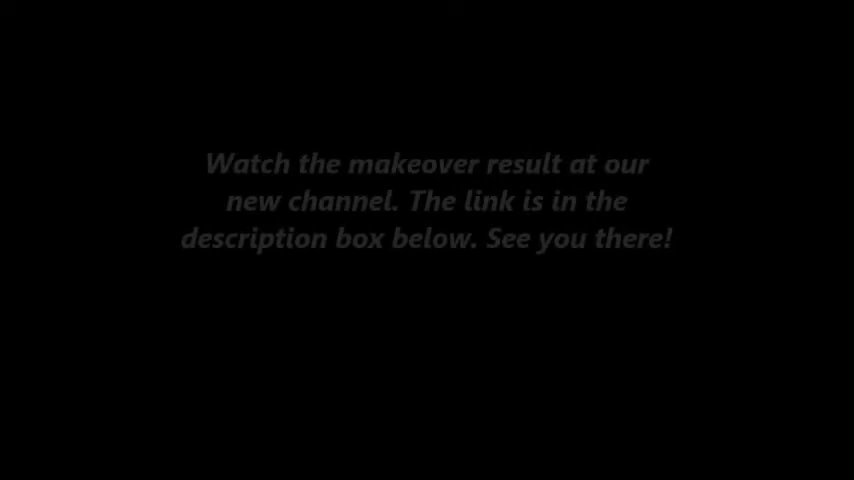 Watch the makeover result at our
new channel. The link is in the
description box below. See you there!